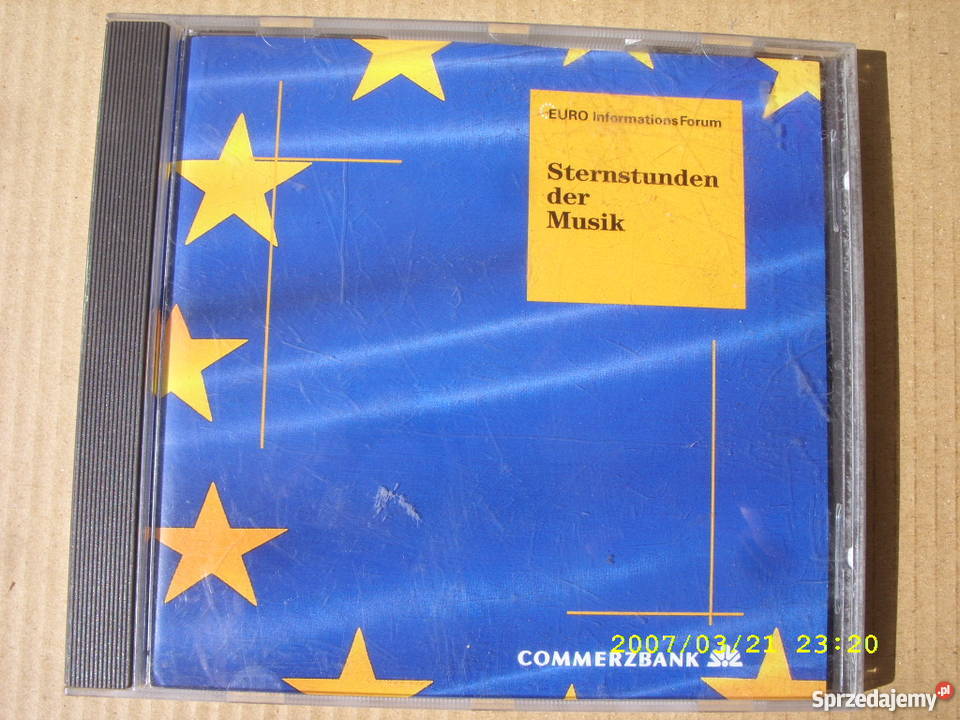 EURO InformationsForum
Sternstunden
der
Musik
2007/03/21 23:20
COMMERZBANK
Sprzedajemy.pl